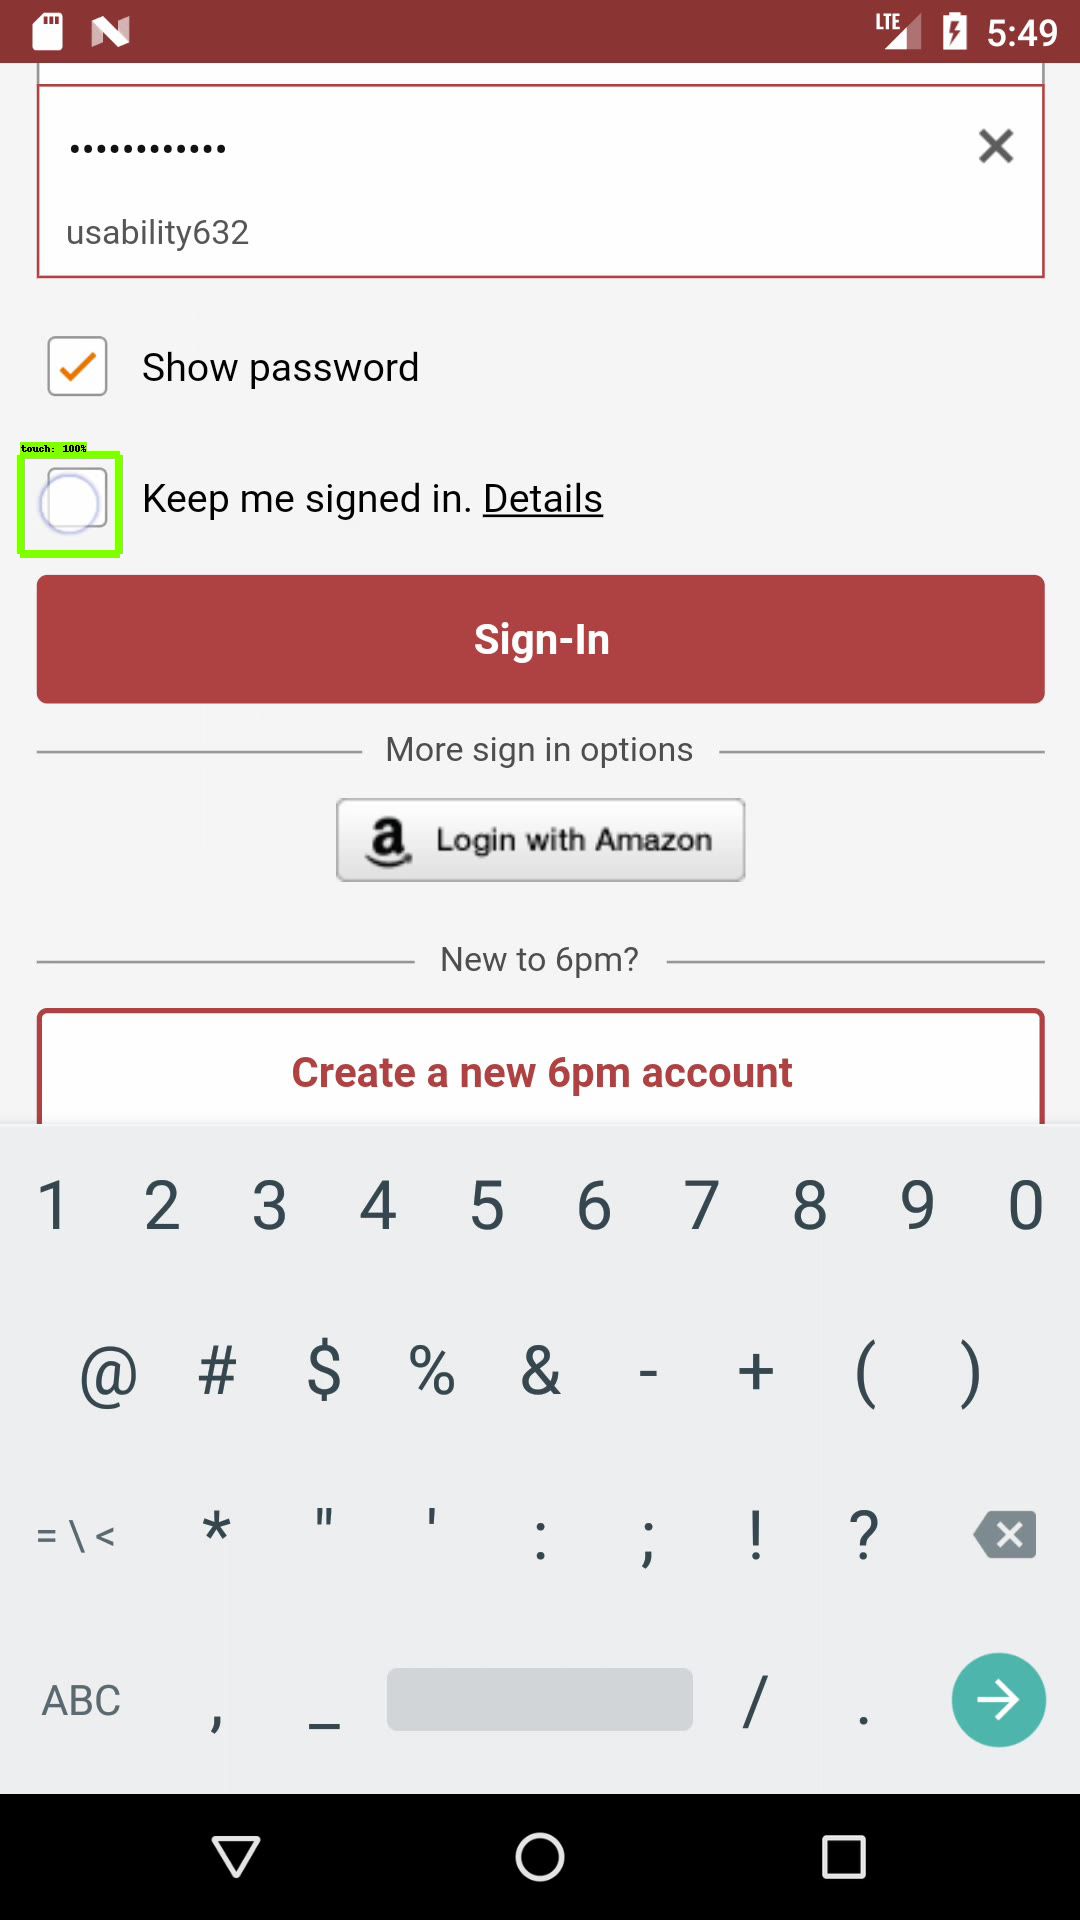 LTE 5:49
••••••••••••
usability632
Show password
touch: 100%
Keep me signed in. Details
Sign-In
More sign in options
a Login with Amazon
New to 6pm?
Create a new 6pm account
1 2 3 4 5 6 7 8 9 0
@ # $ % & - + ( )
= \ < * " ' : ; ! ?
ABC , _ / .